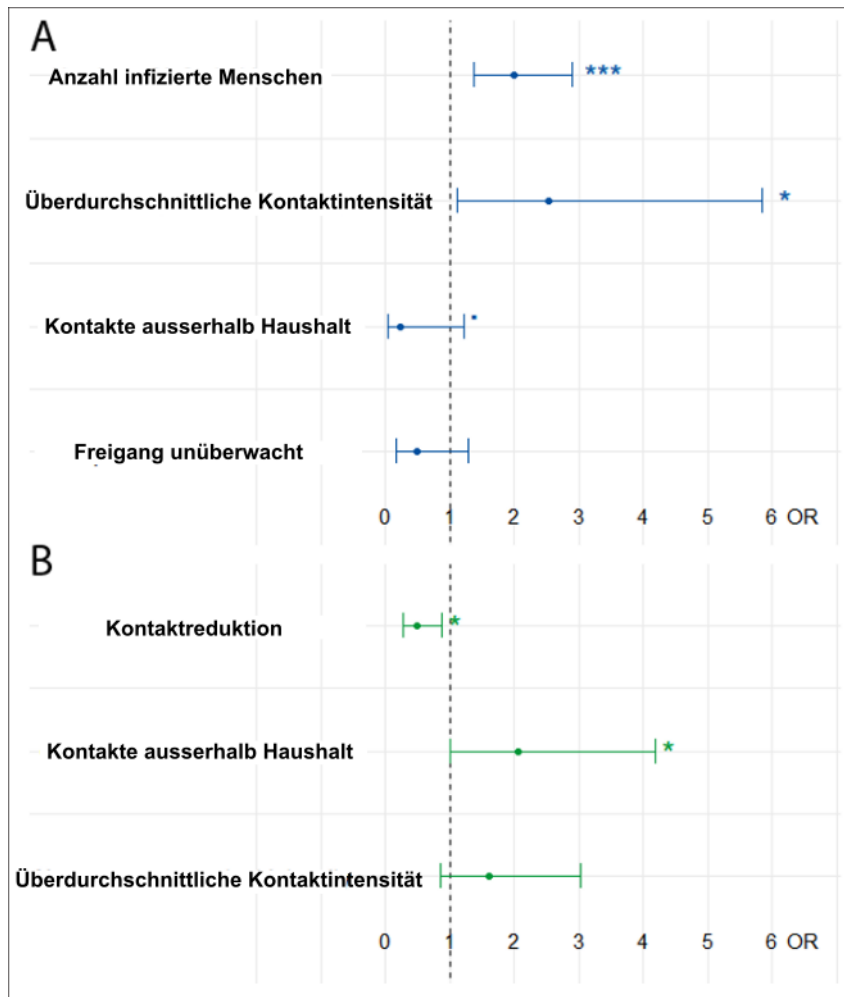 A
Anzahl infizierte Menschen
***
Überdurchschnittliche Kontaktintensität
*
Kontakte ausserhalb Haushalt
Freigang unüberwacht
0 1 2 3 4 5 6 OR
B
Kontaktreduktion
*
Kontakte ausserhalb Haushalt
*
Überdurchschnittliche Kontaktintensität
0 1 2 3 4 5 6 OR